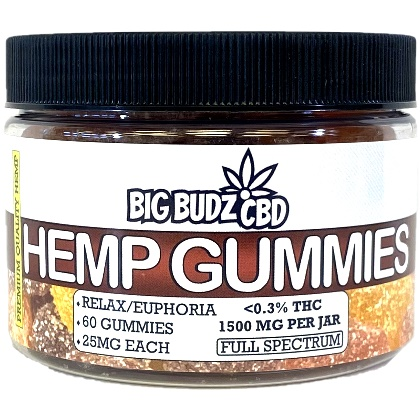 BIG BUDZ CBD
HEMP GUMMIES
PREMIUM QUALITY HEMP
• RELAX/EUPHORIA
• 60 GUMMIES
• 25MG EACH
<0.3% THC
1500 MG PER JAR
FULL SPECTRUM